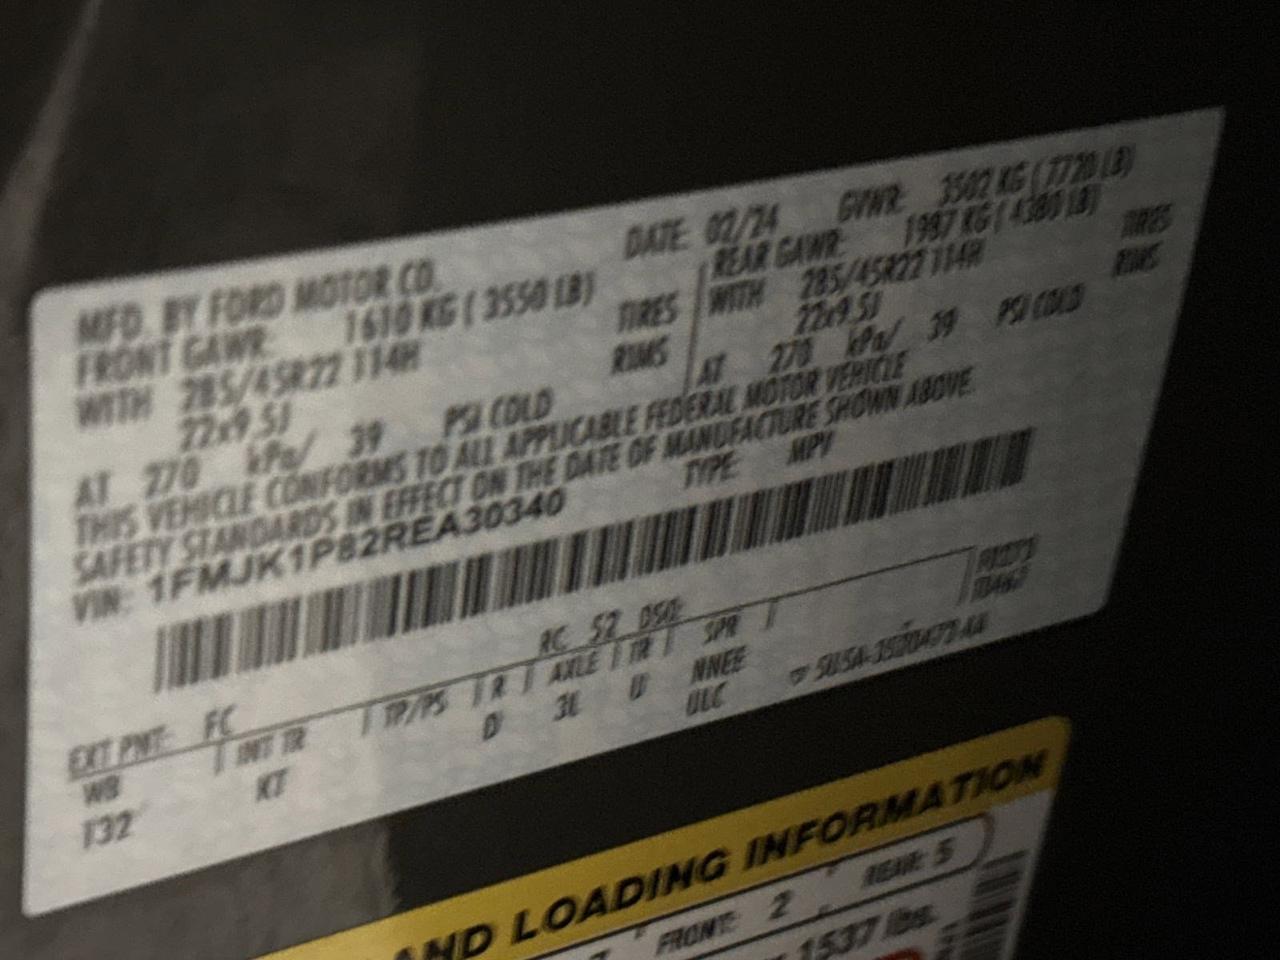 MFD. BY FORD MOTOR CO.
DATE: 02/24 GVWR: 3502 KG ( 7720 LB)
FRONT GAWR: 1610 KG ( 3550 LB)
WITH 285/45R22 114H TIRES
22x9.5J RIMS
AT 270 kPa/ 39 PSI COLD
REAR GAWR: 1987 KG ( 4380 LB)
WITH 285/45R22 114H TIRES
22x9.5J RIMS
AT 270 kPa/ 39 PSI COLD
THIS VEHICLE CONFORMS TO ALL APPLICABLE FEDERAL MOTOR VEHICLE
SAFETY STANDARDS IN EFFECT ON THE DATE OF MANUFACTURE SHOWN ABOVE.
VIN: 1FMJK1P82REA30340
TYPE: MPV
EXT PNT: FC RC: 52 DSO:
WB INT TR TP/PS R AXLE TR SPR
132 KT D 3L U NNEE
ULC
AND LOADING INFORMATION
FRONT: 2 REAR: 5
1537 lbs.